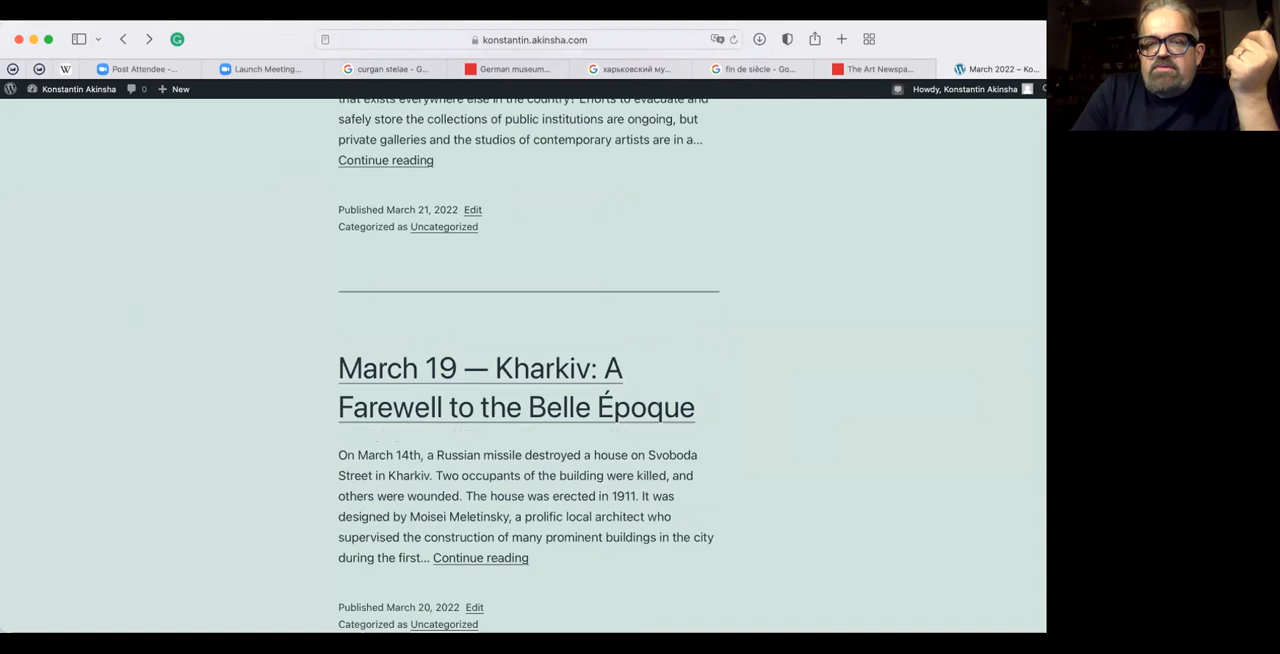 konstantin.akinsha.com
Post Attendee -...
Launch Meeting...
curgan stelae - G...
German museum...
харьковский му...
fin de siècle - Go...
The Art Newspa...
March 2022 – Ko...
Konstantin Akinsha 0 New Howdy, Konstantin Akinsha
that exists everywhere else in the country? Efforts to evacuate and
safely store the collections of public institutions are ongoing, but
private galleries and the studios of contemporary artists are in a...
Continue reading
Published March 21, 2022 Edit
Categorized as Uncategorized
March 19 — Kharkiv: A
Farewell to the Belle Époque
On March 14th, a Russian missile destroyed a house on Svoboda
Street in Kharkiv. Two occupants of the building were killed, and
others were wounded. The house was erected in 1911. It was
designed by Moisei Meletinsky, a prolific local architect who
supervised the construction of many prominent buildings in the city
during the first... Continue reading
Published March 20, 2022 Edit
Categorized as Uncategorized